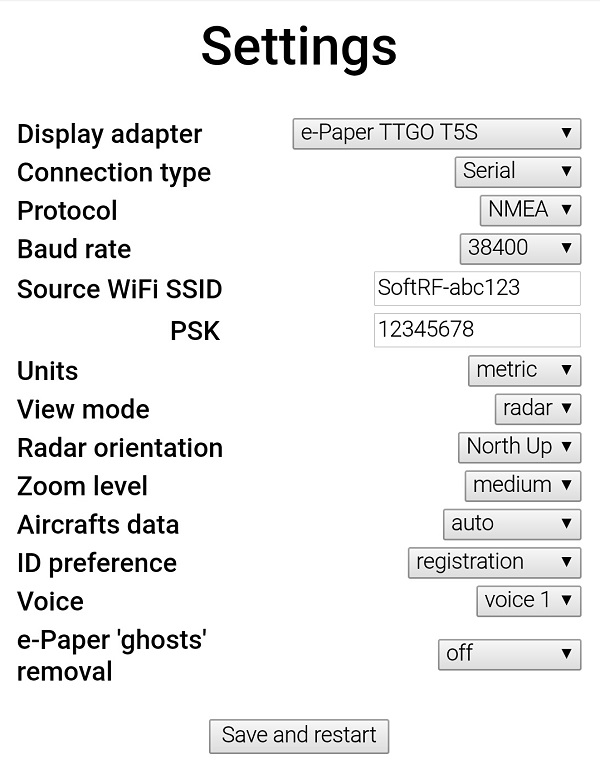 Settings
Display adapter e-Paper TTGO T5S ▼
Connection type Serial ▼
Protocol NMEA ▼
Baud rate 38400 ▼
Source WiFi SSID SoftRF-abc123
PSK 12345678
Units metric ▼
View mode radar ▼
Radar orientation North Up ▼
Zoom level medium ▼
Aircrafts data auto ▼
ID preference registration ▼
Voice voice 1 ▼
e-Paper 'ghosts'
removal off ▼
Save and restart